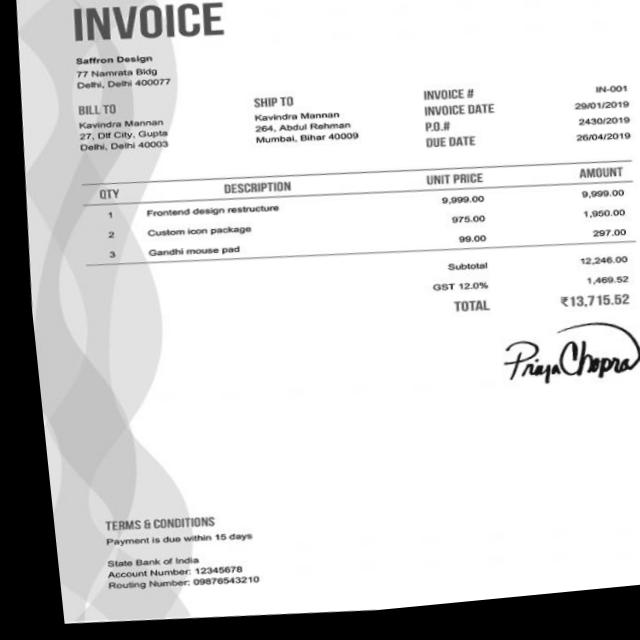 INVOICE
Saffron Design
77 Namrata Bldg
Delhi, Delhi 400077
BILL TO
Kavindra Mannan
27, Dlf City, Gupta
Delhi, Delhi 40003
SHIP TO
Kavindra Mannan
264, Abdul Rehman
Mumbai, Bihar 40009
INVOICE # IN-001
INVOICE DATE 29/01/2019
P.O.# 2430/2019
DUE DATE 26/04/2019
QTY DESCRIPTION UNIT PRICE AMOUNT
1 Frontend design restructure 9,999.00 9,999.00
2 Custom icon package 975.00 1,950.00
3 Gandhi mouse pad 99.00 297.00
Subtotal 12,246.00
GST 12.0% 1,469.52
TOTAL ₹13,715.52
Priya Chopra
TERMS & CONDITIONS
Payment is due within 15 days
State Bank of India
Account Number: 12345678
Routing Number: 09876543210